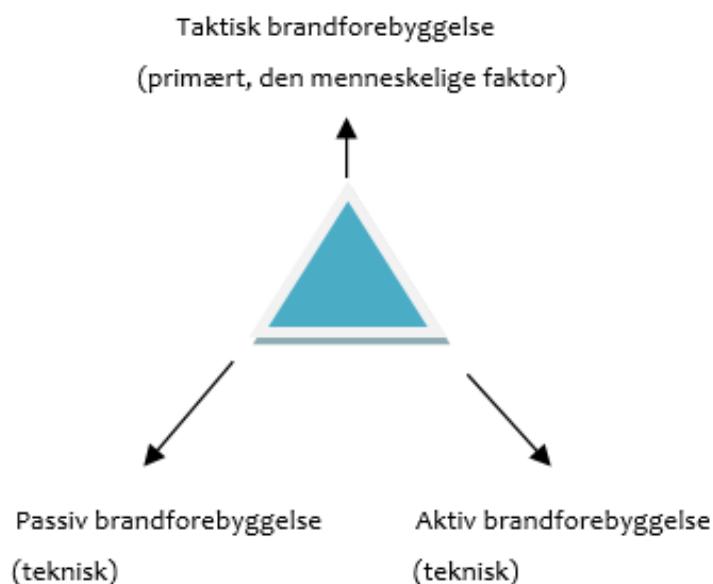 Taktisk brandforebyggelse
(primært, den menneskelige faktor)
Passiv brandforebyggelse
(teknisk)
Aktiv brandforebyggelse
(teknisk)